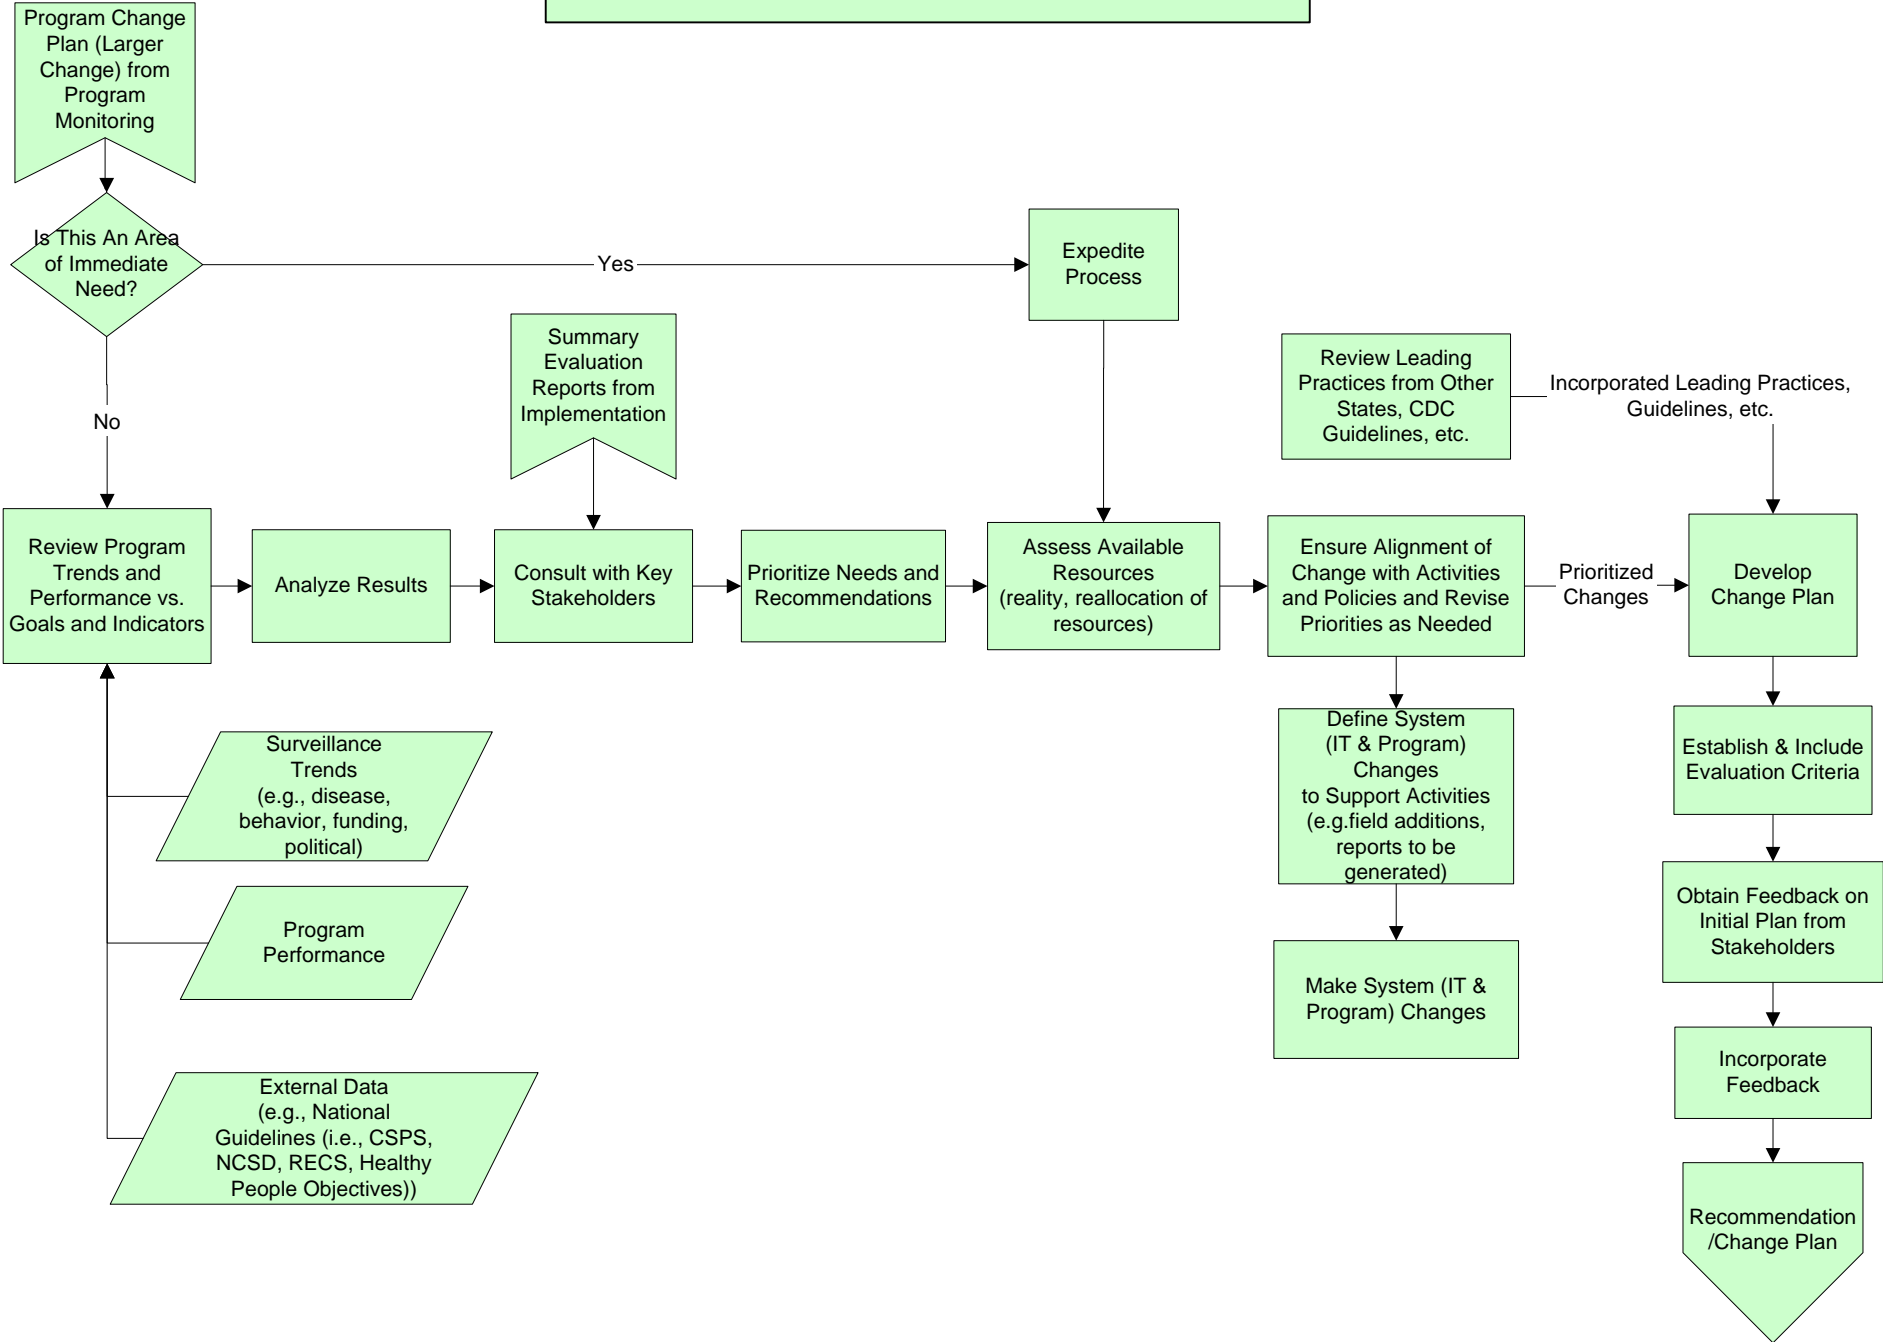 Program Change
Plan (Larger
Change) from
Program
Monitoring
Is This An Area
of Immediate
Need?
Yes
Expedite
Process
No
Summary
Evaluation
Reports from
Implementation
Review Leading
Practices from Other
States, CDC
Guidelines, etc.
Incorporated Leading Practices,
Guidelines, etc.
Review Program
Trends and
Performance vs.
Goals and Indicators
Analyze Results
Consult with Key
Stakeholders
Prioritize Needs and
Recommendations
Assess Available
Resources
(reality, reallocation of
resources)
Ensure Alignment of
Change with Activities
and Policies and Revise
Priorities as Needed
Prioritized
Changes
Develop
Change Plan
Surveillance
Trends
(e.g., disease,
behavior, funding,
political)
Program
Performance
External Data
(e.g., National
Guidelines (i.e., CSPS,
NCSD, RECS, Healthy
People Objectives))
Define System
(IT & Program)
Changes
to Support Activities
(e.g.field additions,
reports to be
generated)
Make System (IT &
Program) Changes
Establish & Include
Evaluation Criteria
Obtain Feedback on
Initial Plan from
Stakeholders
Incorporate
Feedback
Recommendation
/Change Plan